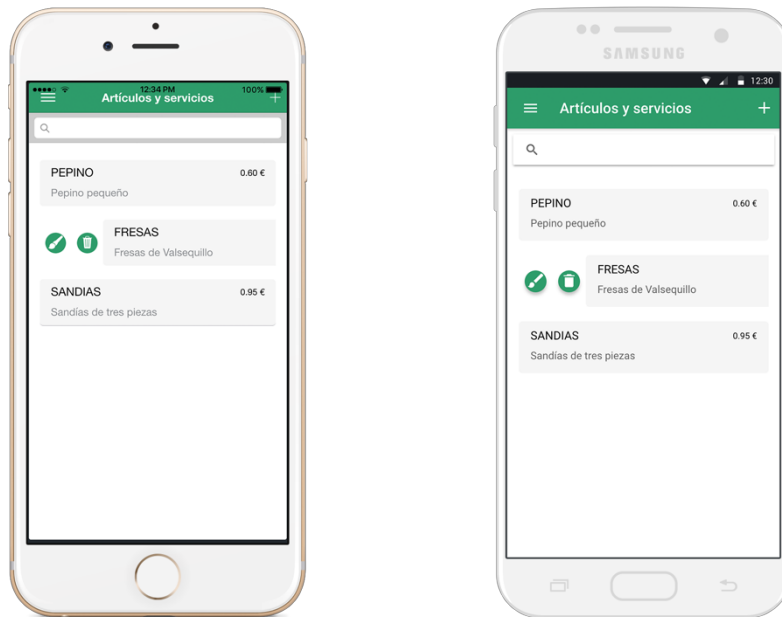 12:34 PM
100%
Artículos y servicios
PEPINO
0.60 €
Pepino pequeño
FRESAS
Fresas de Valsequillo
SANDIAS
0.95 €
Sandías de tres piezas
SAMSUNG
12:30
Artículos y servicios
PEPINO
0.60 €
Pepino pequeño
FRESAS
Fresas de Valsequillo
SANDIAS
0.95 €
Sandías de tres piezas